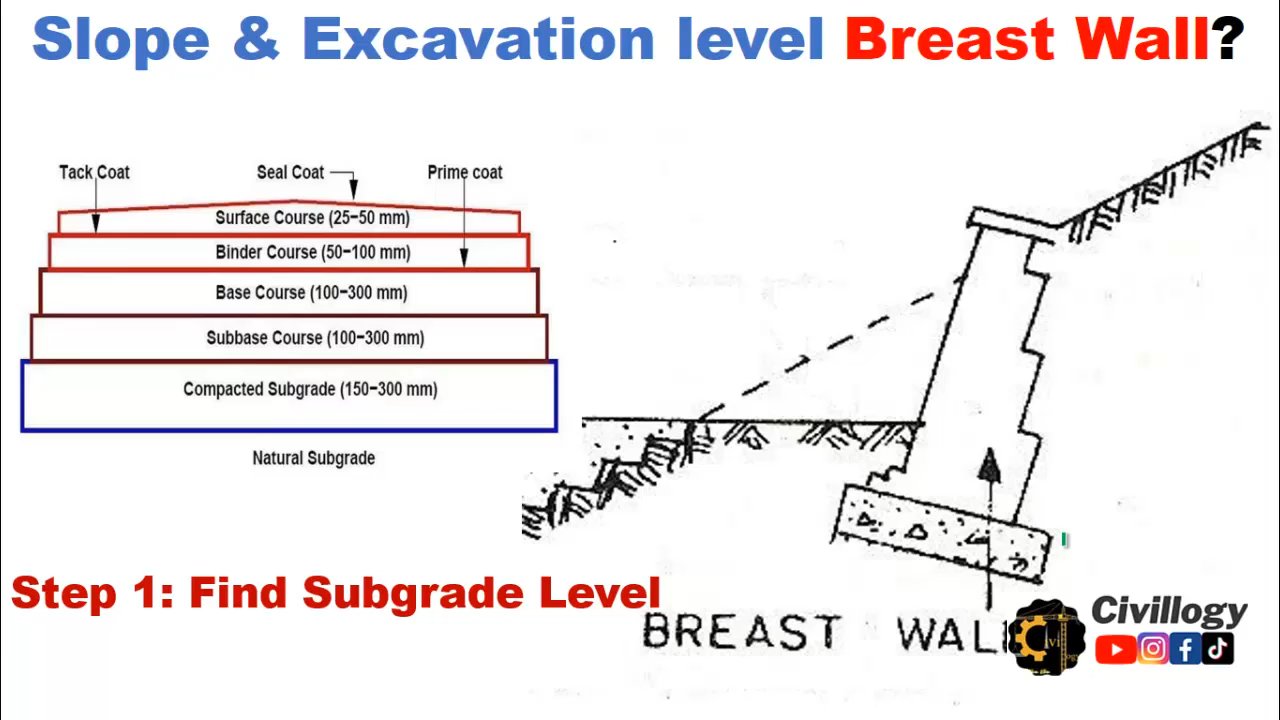 Slope & Excavation level Breast Wall?
Tack Coat
Seal Coat
Prime coat
Surface Course (25-50 mm)
Binder Course (50-100 mm)
Base Course (100-300 mm)
Subbase Course (100-300 mm)
Compacted Subgrade (150-300 mm)
Natural Subgrade
Step 1: Find Subgrade Level
BREAST WAL
Civillogy